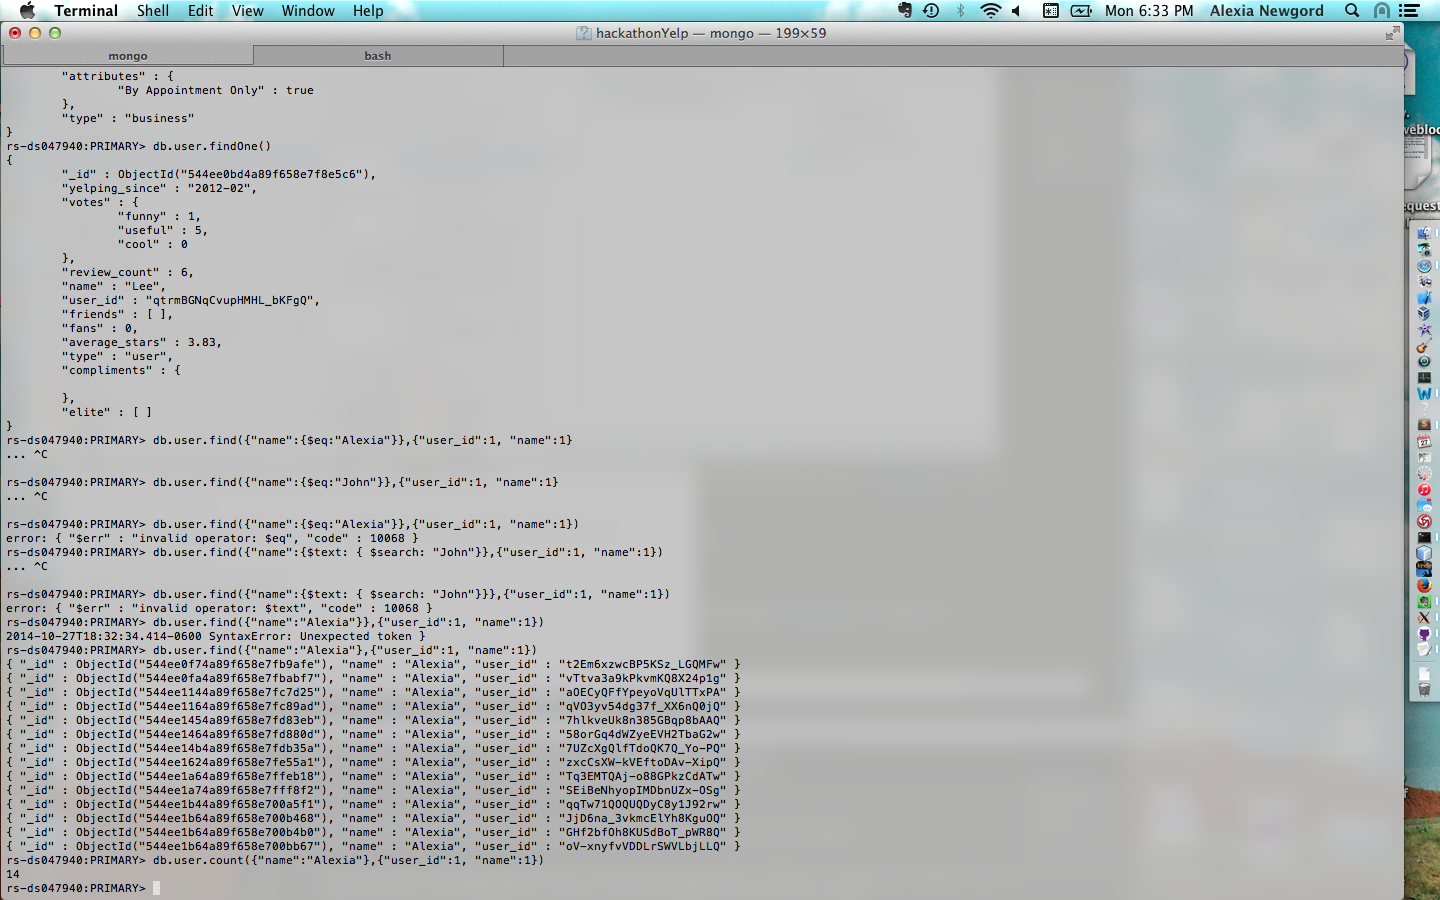 Terminal Shell Edit View Window Help Mon 6:33 PM Alexia Newgord
hackathonYelp — mongo — 199×59
mongo bash
"attributes" : {
"By Appointment Only" : true
},
"type" : "business"
}
rs-ds047940:PRIMARY> db.user.findOne()
{
"_id" : ObjectId("544ee0bd4a89f658e7f8e5c6"),
"yelping_since" : "2012-02",
"votes" : {
"funny" : 1,
"useful" : 5,
"cool" : 0
},
"review_count" : 6,
"name" : "Lee",
"user_id" : "qtrmBGNqCvupHMHL_bKFgQ",
"friends" : [ ],
"fans" : 0,
"average_stars" : 3.83,
"type" : "user",
"compliments" : {
},
"elite" : [ ]
}
rs-ds047940:PRIMARY> db.user.find({"name":{$eq:"Alexia"}},{"user_id":1, "name":1}
... ^C
rs-ds047940:PRIMARY> db.user.find({"name":{$eq:"John"}},{"user_id":1, "name":1}
... ^C
rs-ds047940:PRIMARY> db.user.find({"name":{$eq:"Alexia"}},{"user_id":1, "name":1})
error: { "$err" : "invalid operator: $eq", "code" : 10068 }
rs-ds047940:PRIMARY> db.user.find({"name":{$text: { $search: "John"}},{"user_id":1, "name":1})
... ^C
rs-ds047940:PRIMARY> db.user.find({"name":{$text: { $search: "John"}}},{"user_id":1, "name":1})
error: { "$err" : "invalid operator: $text", "code" : 10068 }
rs-ds047940:PRIMARY> db.user.find({"name":"Alexia"}},{"user_id":1, "name":1})
2014-10-27T18:32:34.414-0600 SyntaxError: Unexpected token }
rs-ds047940:PRIMARY> db.user.find({"name":"Alexia"},{"user_id":1, "name":1})
{ "_id" : ObjectId("544ee0f74a89f658e7fb9afe"), "name" : "Alexia", "user_id" : "t2Em6xzwcBP5KSz_LGQMFw" }
{ "_id" : ObjectId("544ee0fa4a89f658e7fbabf7"), "name" : "Alexia", "user_id" : "vTtva3a9kPkvmKQ8X24p1g" }
{ "_id" : ObjectId("544ee1144a89f658e7fc7d25"), "name" : "Alexia", "user_id" : "aOECyQFfYpeyoVqUlTTxPA" }
{ "_id" : ObjectId("544ee1164a89f658e7fc89ad"), "name" : "Alexia", "user_id" : "qVO3yv54dg37f_XX6nQ0jQ" }
{ "_id" : ObjectId("544ee1454a89f658e7fd83eb"), "name" : "Alexia", "user_id" : "7hlkveUk8n385GBqp8bAAQ" }
{ "_id" : ObjectId("544ee1464a89f658e7fd880d"), "name" : "Alexia", "user_id" : "58orGq4dWZyeEVH2TbaG2w" }
{ "_id" : ObjectId("544ee14b4a89f658e7fdb35a"), "name" : "Alexia", "user_id" : "7UZcXgQlfTdoQK7Q_Yo-PQ" }
{ "_id" : ObjectId("544ee1624a89f658e7fe55a1"), "name" : "Alexia", "user_id" : "zxcCsXW-kVEftoDAv-XipQ" }
{ "_id" : ObjectId("544ee1a64a89f658e7ffeb18"), "name" : "Alexia", "user_id" : "Tq3EMTQAj-o88GPkzCdATw" }
{ "_id" : ObjectId("544ee1a74a89f658e7fff8f2"), "name" : "Alexia", "user_id" : "SEiBeNhyopIMDbnUZx-OSg" }
{ "_id" : ObjectId("544ee1b44a89f658e700a5f1"), "name" : "Alexia", "user_id" : "qqTw71QOQUQDyC8y1J92rw" }
{ "_id" : ObjectId("544ee1b64a89f658e700b468"), "name" : "Alexia", "user_id" : "JjD6na_3vkmcElYh8KguOQ" }
{ "_id" : ObjectId("544ee1b64a89f658e700b4b0"), "name" : "Alexia", "user_id" : "GHf2bfOh8KUSdBoT_pWR8Q" }
{ "_id" : ObjectId("544ee1b64a89f658e700bb67"), "name" : "Alexia", "user_id" : "oV-xnyfvVDDLrSWVLbjLLQ" }
rs-ds047940:PRIMARY> db.user.count({"name":"Alexia"},{"user_id":1, "name":1})
14
rs-ds047940:PRIMARY>